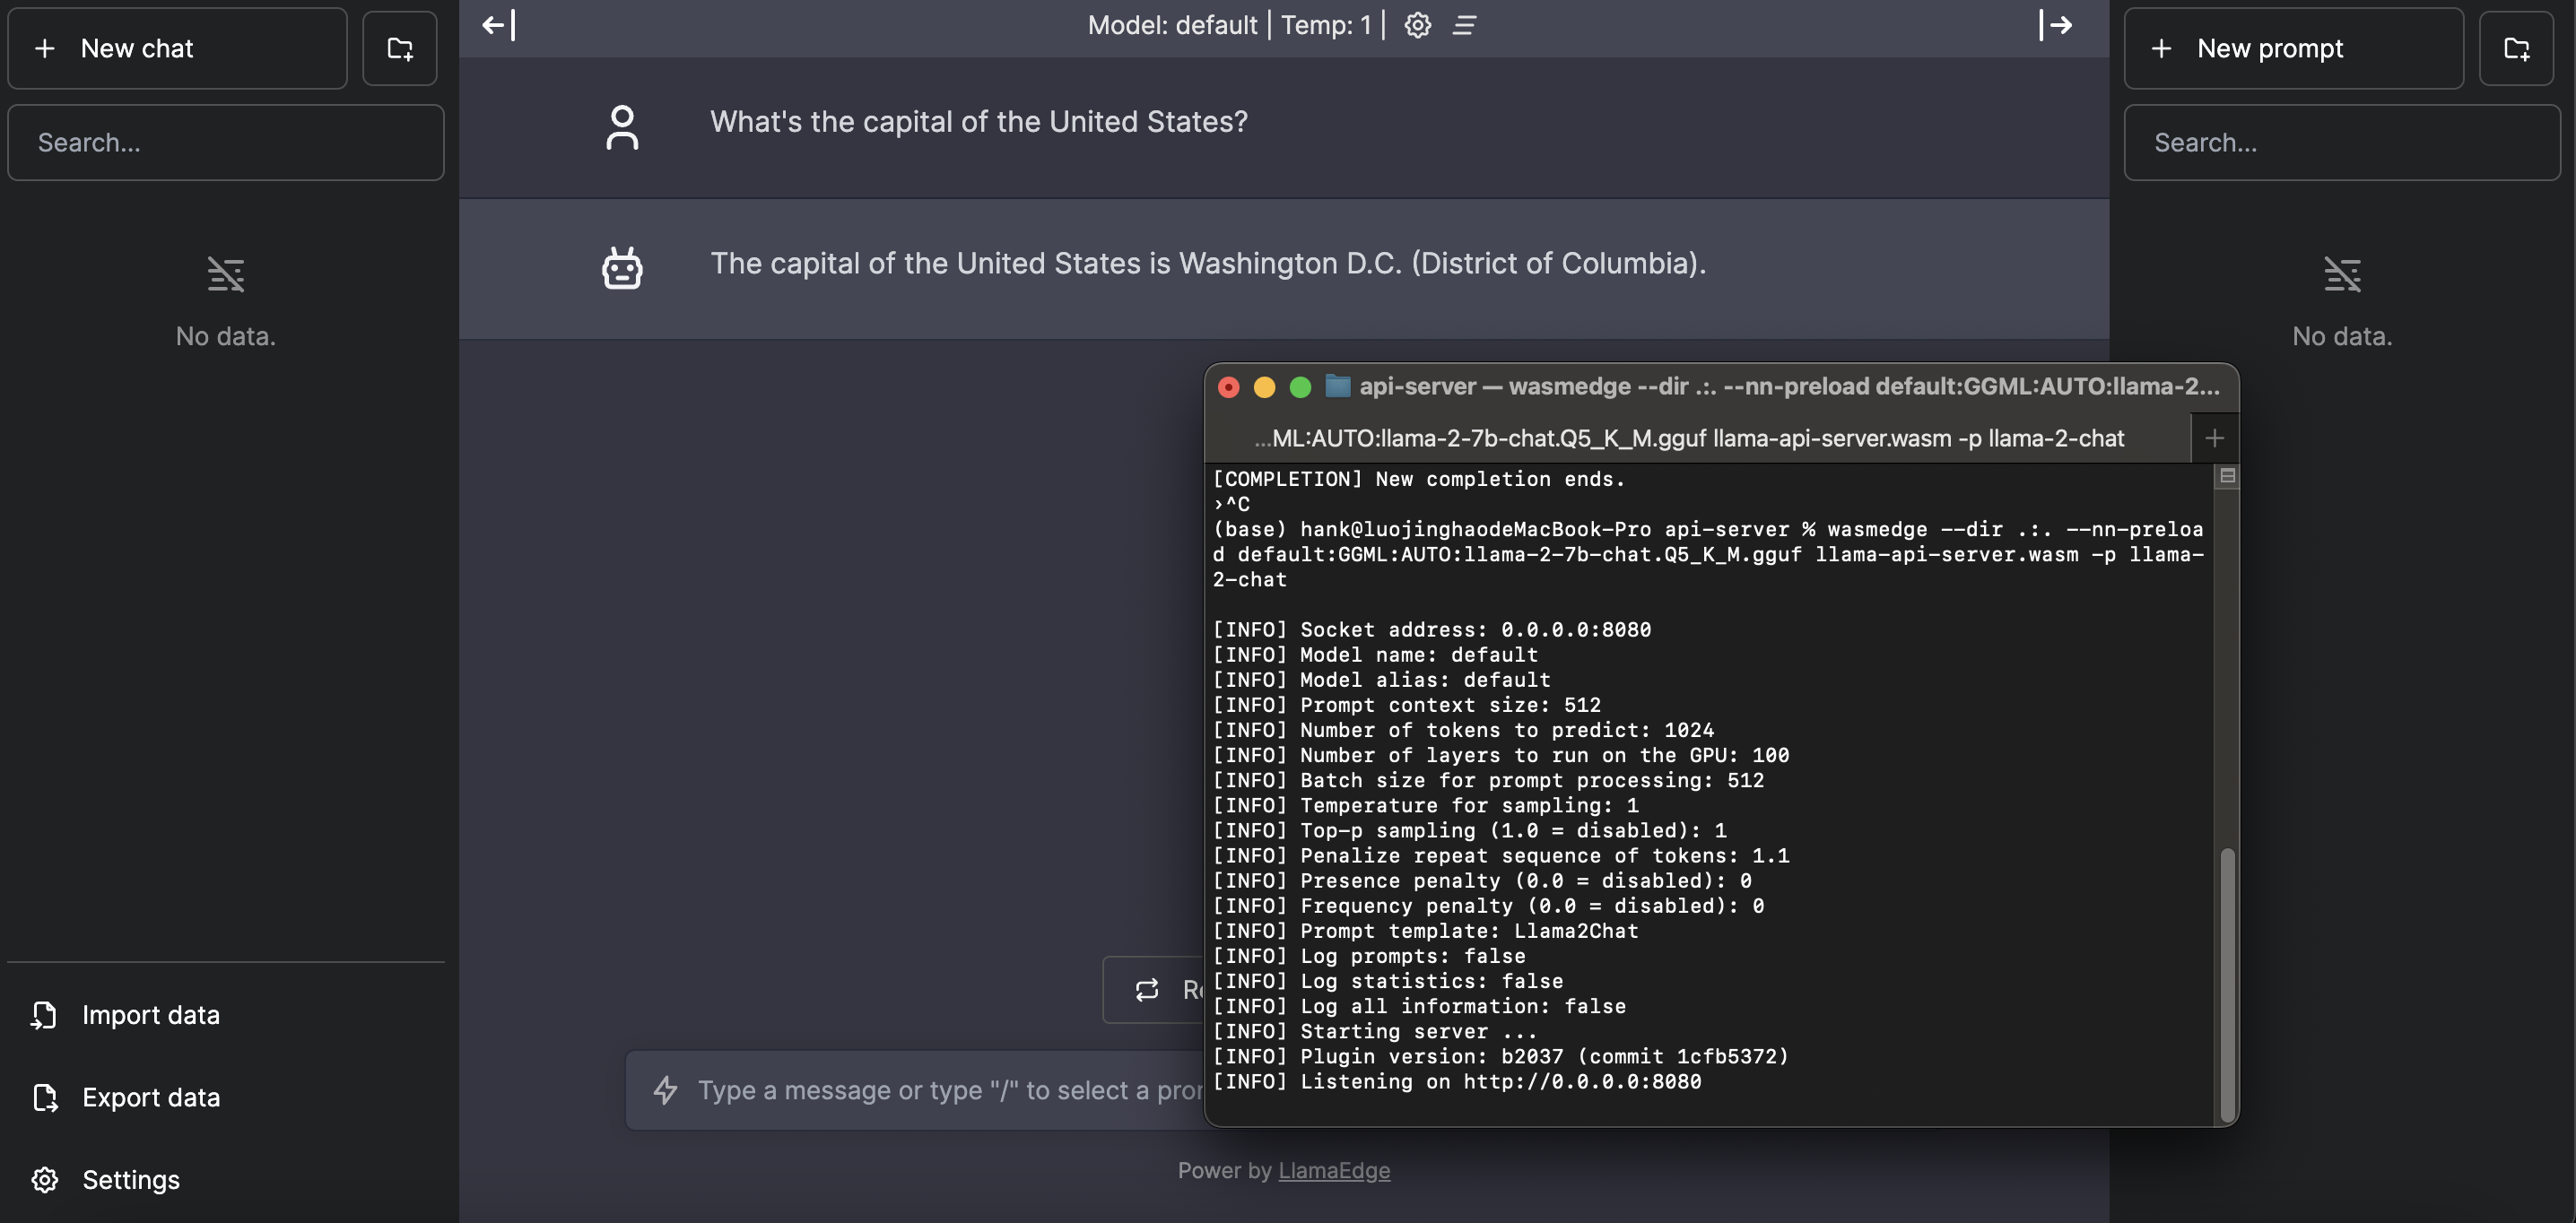 New chat
Search...
No data.
Import data
Export data
Settings
Model: default | Temp: 1 |
What's the capital of the United States?
The capital of the United States is Washington D.C. (District of Columbia).
Type a message or type "/" to select a
Power by LlamaEdge
api-server — wasmedge --dir .:. --nn-preload default:GGML:AUTO:llama-2...
...ML:AUTO:llama-2-7b-chat.Q5_K_M.gguf llama-api-server.wasm -p llama-2-chat
[COMPLETION] New completion ends.
›^C
(base) hank@luojinghaodeMacBook-Pro api-server % wasmedge --dir .:. --nn-preloa
d default:GGML:AUTO:llama-2-7b-chat.Q5_K_M.gguf llama-api-server.wasm -p llama-
2-chat
[INFO] Socket address: 0.0.0.0:8080
[INFO] Model name: default
[INFO] Model alias: default
[INFO] Prompt context size: 512
[INFO] Number of tokens to predict: 1024
[INFO] Number of layers to run on the GPU: 100
[INFO] Batch size for prompt processing: 512
[INFO] Temperature for sampling: 1
[INFO] Top-p sampling (1.0 = disabled): 1
[INFO] Penalize repeat sequence of tokens: 1.1
[INFO] Presence penalty (0.0 = disabled): 0
[INFO] Frequency penalty (0.0 = disabled): 0
[INFO] Prompt template: Llama2Chat
[INFO] Log prompts: false
[INFO] Log statistics: false
[INFO] Log all information: false
[INFO] Starting server ...
[INFO] Plugin version: b2037 (commit 1cfb5372)
[INFO] Listening on http://0.0.0.0:8080
New prompt
Search...
No data.